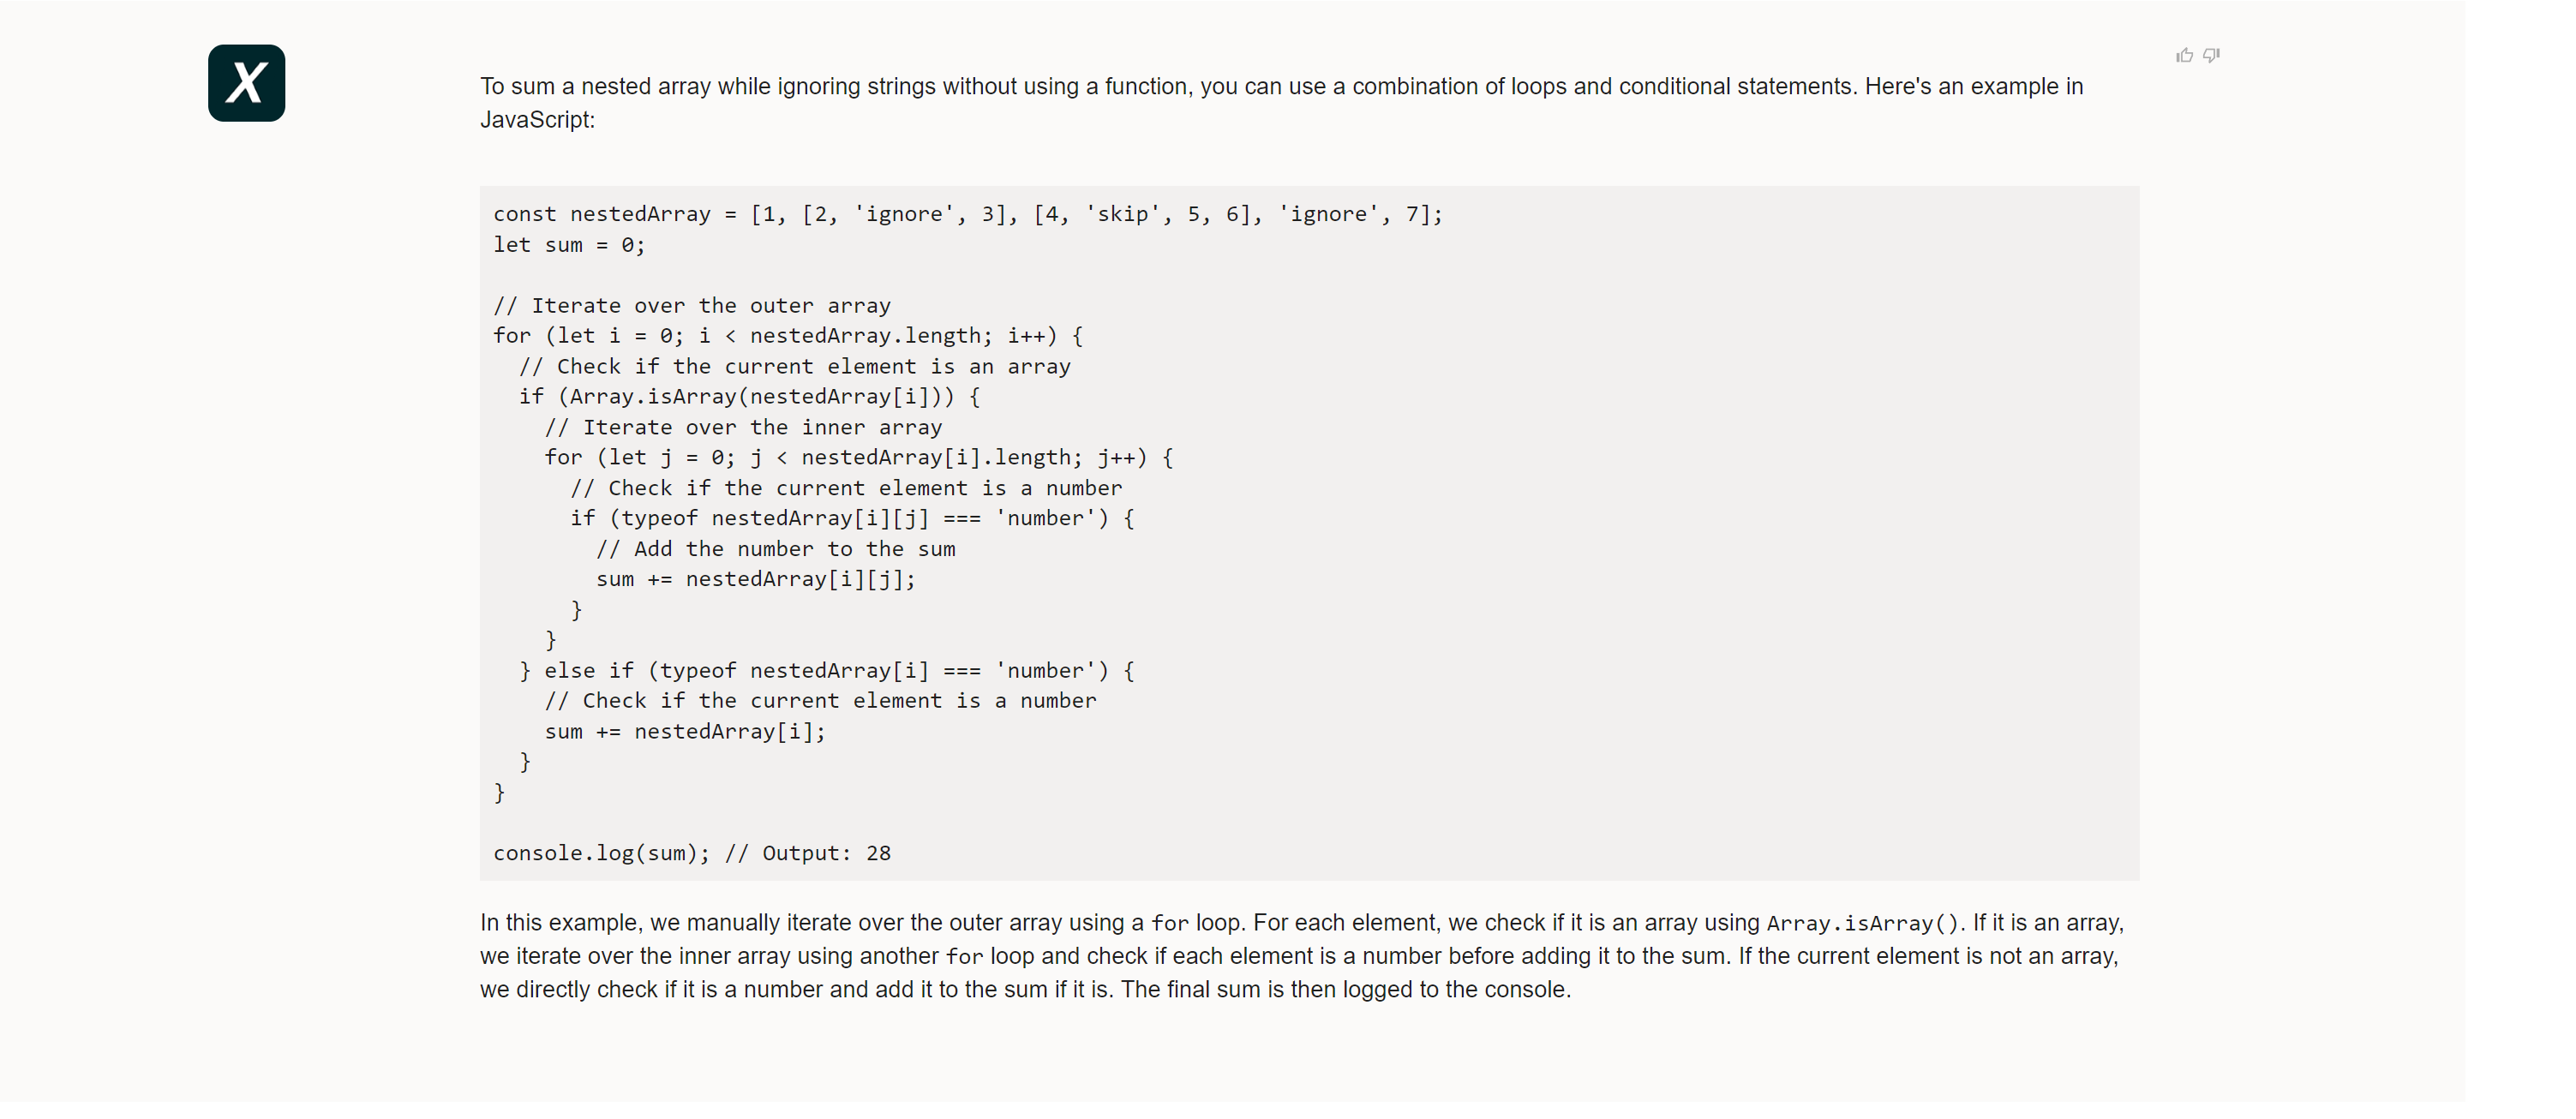 X
To sum a nested array while ignoring strings without using a function, you can use a combination of loops and conditional statements. Here's an example in
JavaScript:
const nestedArray = [1, [2, 'ignore', 3], [4, 'skip', 5, 6], 'ignore', 7];
let sum = 0;
// Iterate over the outer array
for (let i = 0; i < nestedArray.length; i++) {
  // Check if the current element is an array
  if (Array.isArray(nestedArray[i])) {
    // Iterate over the inner array
    for (let j = 0; j < nestedArray[i].length; j++) {
      // Check if the current element is a number
      if (typeof nestedArray[i][j] === 'number') {
        // Add the number to the sum
        sum += nestedArray[i][j];
      }
    }
  } else if (typeof nestedArray[i] === 'number') {
    // Check if the current element is a number
    sum += nestedArray[i];
  }
}
console.log(sum); // Output: 28
In this example, we manually iterate over the outer array using a for loop. For each element, we check if it is an array using Array.isArray(). If it is an array,
we iterate over the inner array using another for loop and check if each element is a number before adding it to the sum. If the current element is not an array,
we directly check if it is a number and add it to the sum if it is. The final sum is then logged to the console.